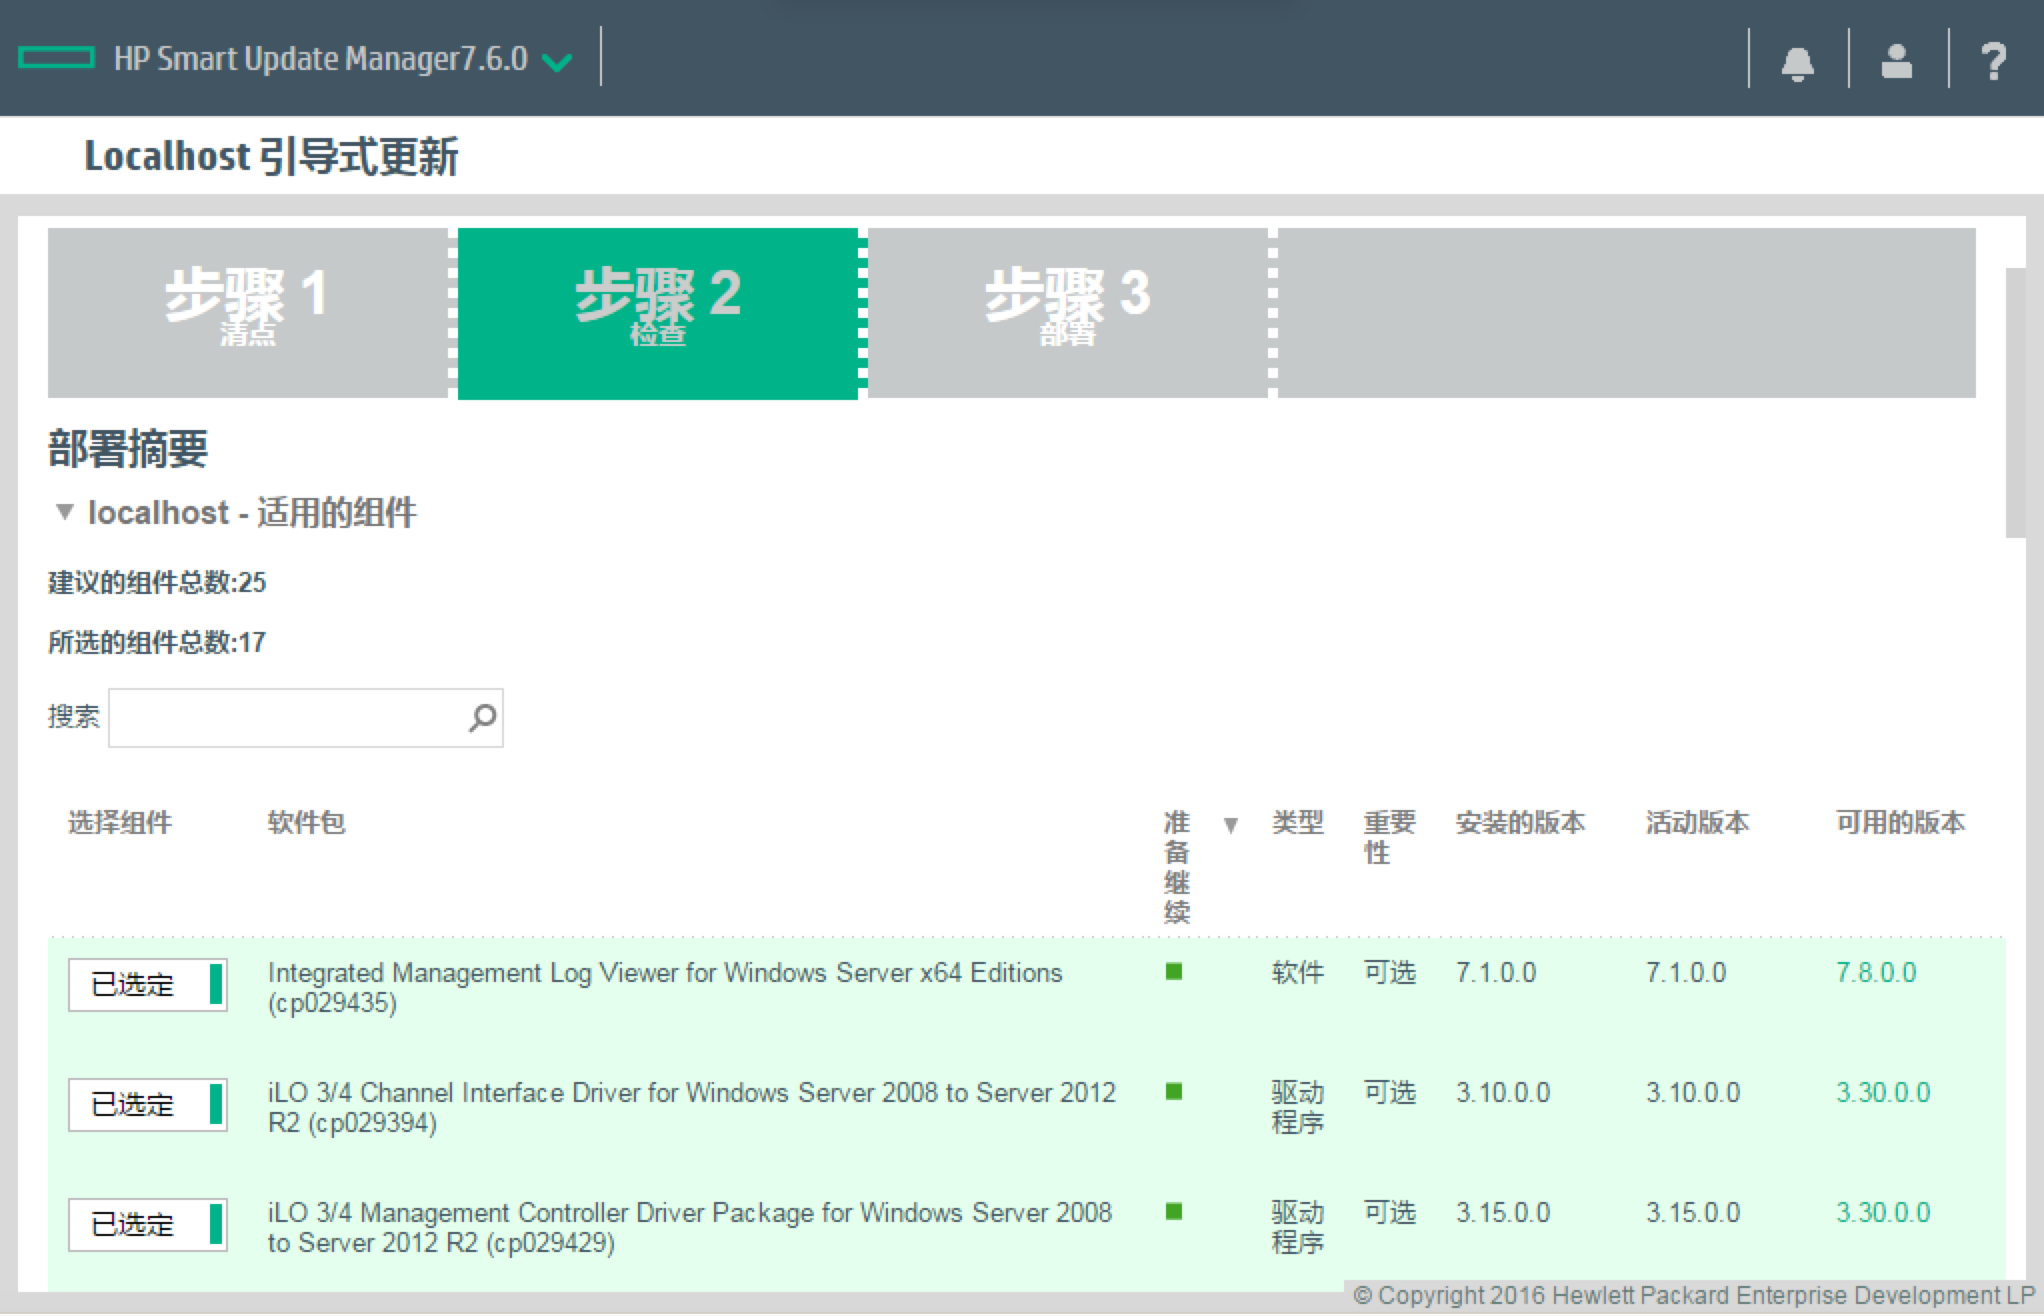 HP Smart Update Manager7.6.0
?
Localhost 引导式更新
步骤 1
清点
步骤 2
检查
步骤 3
部署
部署摘要
localhost - 适用的组件
建议的组件总数:25
所选的组件总数:17
搜索
选择组件 软件包 准备继续 类型 重要性 安装的版本 活动版本 可用的版本
已选定 Integrated Management Log Viewer for Windows Server x64 Editions 软件 可选 7.1.0.0 7.1.0.0 7.8.0.0
(cp029435)
已选定 iLO 3/4 Channel Interface Driver for Windows Server 2008 to Server 2012 驱动 可选 3.10.0.0 3.10.0.0 3.30.0.0
R2 (cp029394) 程序
已选定 iLO 3/4 Management Controller Driver Package for Windows Server 2008 驱动 可选 3.15.0.0 3.15.0.0 3.30.0.0
to Server 2012 R2 (cp029429) 程序
© Copyright 2016 Hewlett Packard Enterprise Development LP